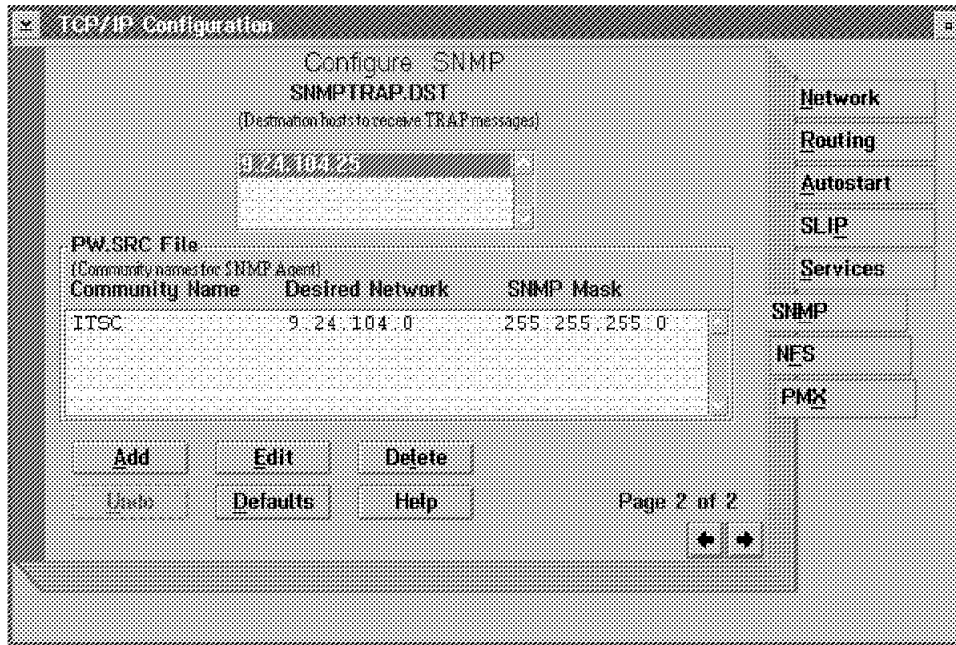 TCP/IP Configuration
Configure SNMP
SNMPTRAP.DST
(Destination hosts to receive TRAP messages)
9.24.104.25
PW.SRC File
(Community names for SNMP Agent)
Community Name Desired Network SNMP Mask
ITSC 9.24.104.0 255.255.255.0
Add Edit Delete
Undo Defaults Help
Page 2 of 2
Network
Routing
Autostart
SLIP
Services
SNMP
NFS
PMX